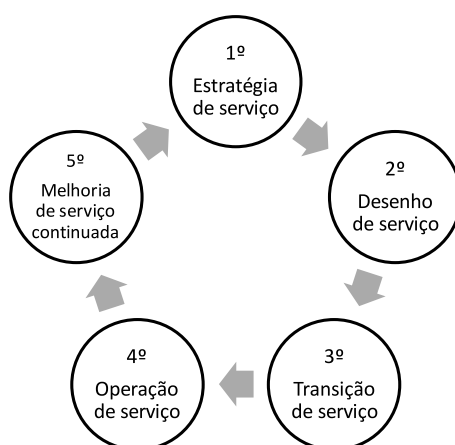 1º
Estratégia
de serviço
2º
Desenho
de serviço
3º
Transição
de serviço
4º
Operação
de serviço
5º
Melhoria
de serviço
continuada